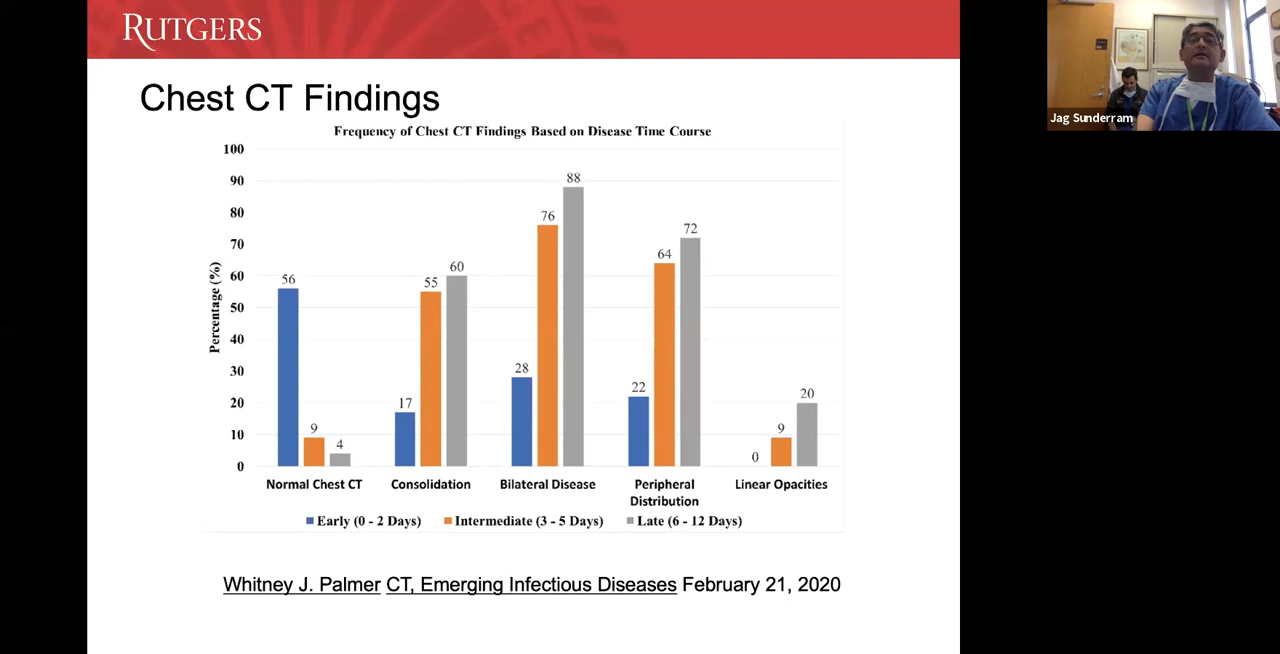 RUTGERS
Jag Sunderram
Chest CT Findings
Frequency of Chest CT Findings Based on Disease Time Course
Percentage (%)
100
90
80
70
60
50
40
30
20
10
0
56
9
4
17
55
60
28
76
88
22
64
72
0
9
20
Normal Chest CT
Consolidation
Bilateral Disease
Peripheral
Distribution
Linear Opacities
Early (0 - 2 Days)
Intermediate (3 - 5 Days)
Late (6 - 12 Days)
Whitney J. Palmer CT, Emerging Infectious Diseases February 21, 2020